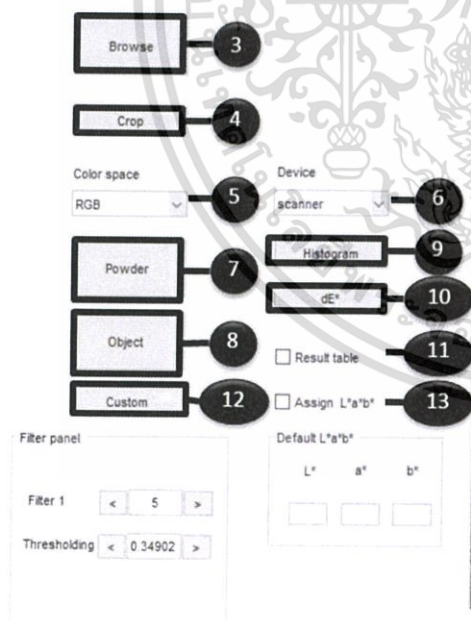 Browse 3
Crop 4
Color space
Device
RGB 5
scanner 6
Powder 7
Histogram 9
dE* 10
Object 8
Result table 11
Custom 12
Assign L*a*b* 13
Filter panel
Default L*a*b*
L* a* b*
Filter 1 < 5 >
Thresholding < 0.34902 >